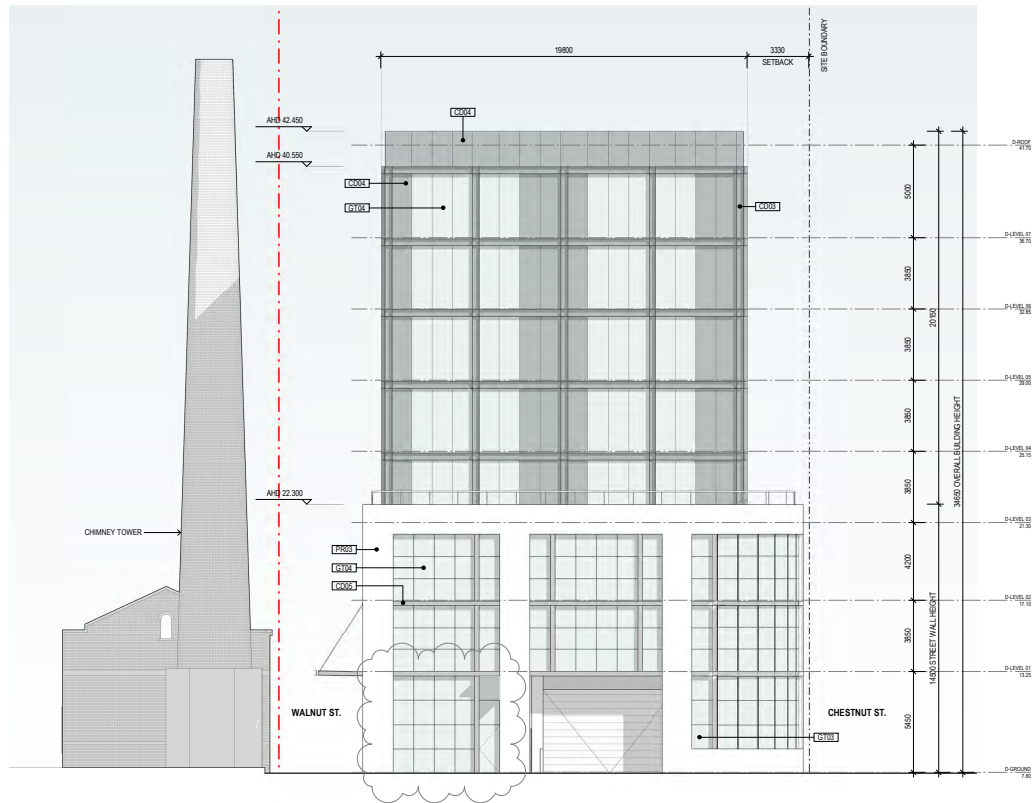 19800
3330
SETBACK
SITE BOUNDARY
CD04
AHD 42.450
AHD 40.550
D-ROOF
41.70
CD04
GT04
CD03
5000
D-LEVEL 07
36.70
3850
D-LEVEL 06
32.85
20150
3850
D-LEVEL 05
29.00
3850
34650 OVERALL BUILDING HEIGHT
D-LEVEL 04
25.15
3850
AHD 22.300
D-LEVEL 03
21.30
CHIMNEY TOWER
PR03
GT04
CD05
4200
D-LEVEL 02
17.10
3850
14500 STREET WALL HEIGHT
D-LEVEL 01
13.25
WALNUT ST.
CHESTNUT ST.
GT03
5450
D-GROUND
7.80